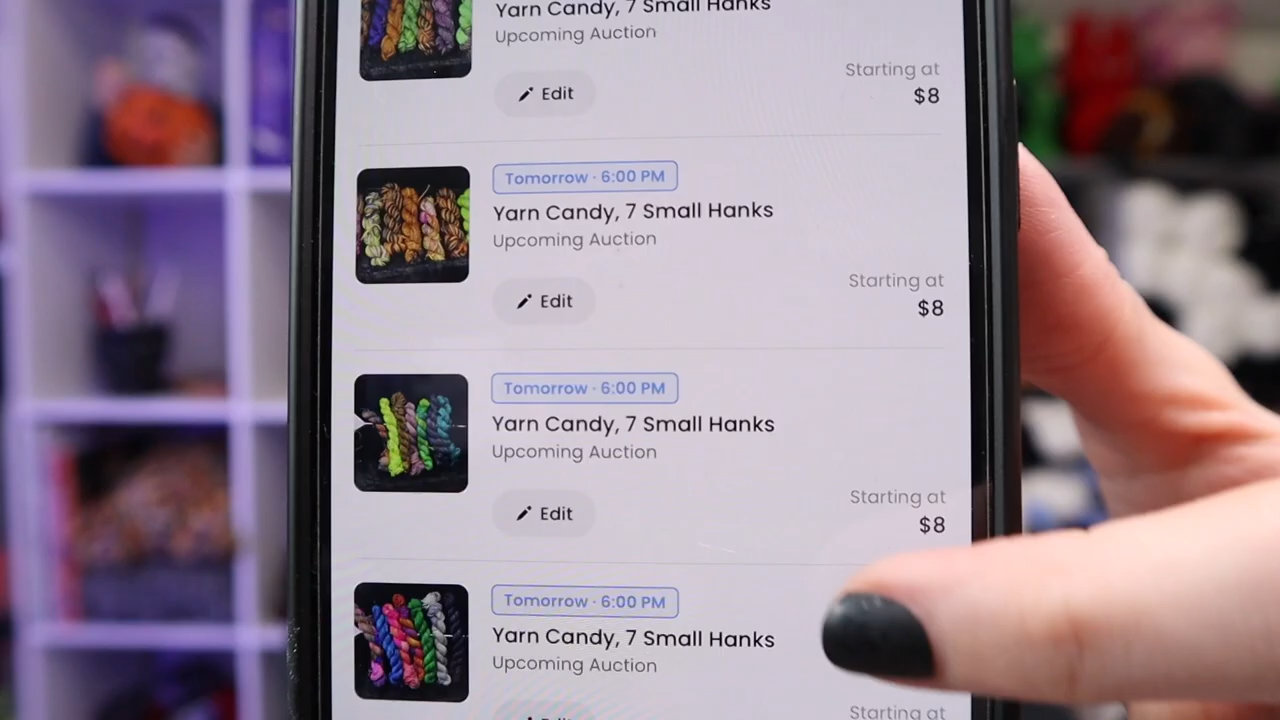 Yarn Candy, 7 Small Hanks
Upcoming Auction
Edit
Starting at
$8
Tomorrow · 6:00 PM
Yarn Candy, 7 Small Hanks
Upcoming Auction
Edit
Starting at
$8
Tomorrow · 6:00 PM
Yarn Candy, 7 Small Hanks
Upcoming Auction
Edit
Starting at
$8
Tomorrow · 6:00 PM
Yarn Candy, 7 Small Hanks
Upcoming Auction
Edit
Starting at